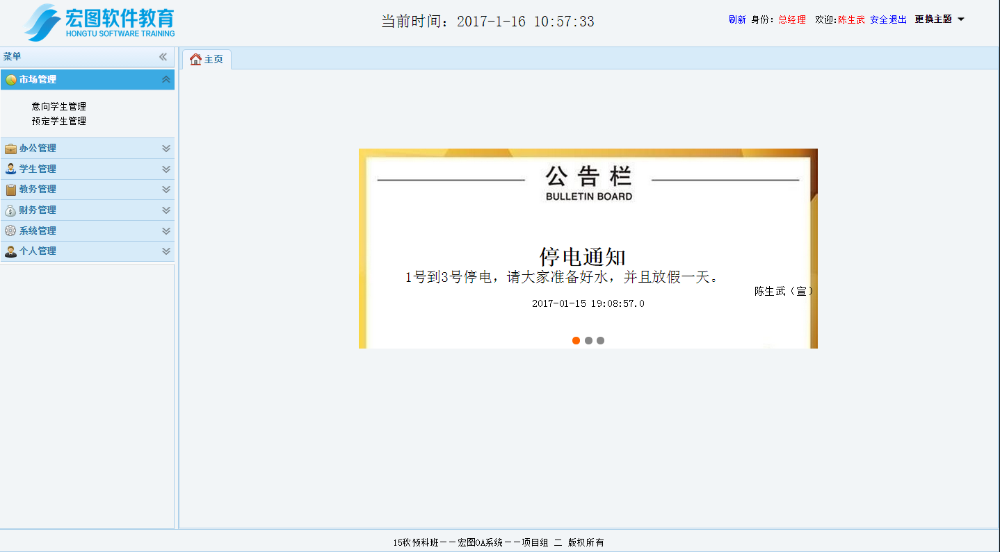 宏图软件教育
HONGTU SOFTWARE TRAINING
当前时间：2017-1-16 10:57:33
刷新 身份：总经理 欢迎:陈生武 安全退出 更换主题
菜单
主页
市场管理
意向学生管理
预定学生管理
办公管理
学生管理
教务管理
财务管理
系统管理
个人管理
公告栏
BULLETIN BOARD
停电通知
1号到3号停电，请大家准备好水，并且放假一天。
陈生武（宣）
2017-01-15 19:08:57.0
15秋预科班——宏图OA系统——项目组 二 版权所有